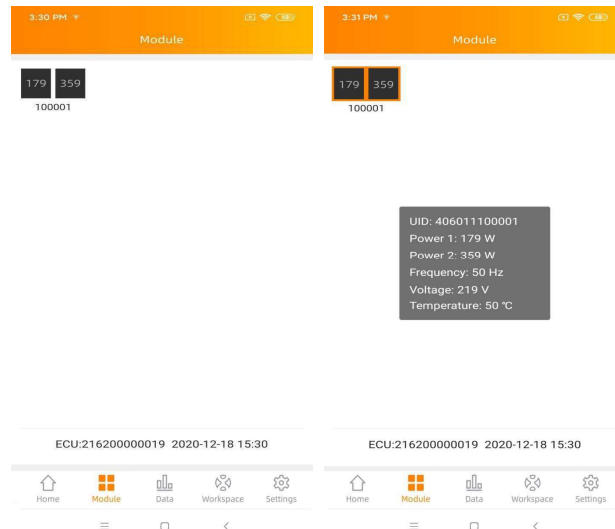 3:30 PM
Module
179 359
100001
ECU:216200000019 2020-12-18 15:30
Home Module Data Workspace Settings
3:31 PM
Module
179 359
100001
UID: 406011100001
Power 1: 179 W
Power 2: 359 W
Frequency: 50 Hz
Voltage: 219 V
Temperature: 50 ℃
ECU:216200000019 2020-12-18 15:30
Home Module Data Workspace Settings